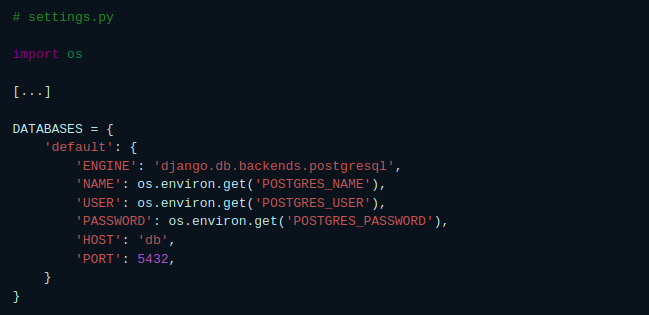 # settings.py
import os
[...]
DATABASES = {
    'default': {
        'ENGINE': 'django.db.backends.postgresql',
        'NAME': os.environ.get('POSTGRES_NAME'),
        'USER': os.environ.get('POSTGRES_USER'),
        'PASSWORD': os.environ.get('POSTGRES_PASSWORD'),
        'HOST': 'db',
        'PORT': 5432,
    }
}